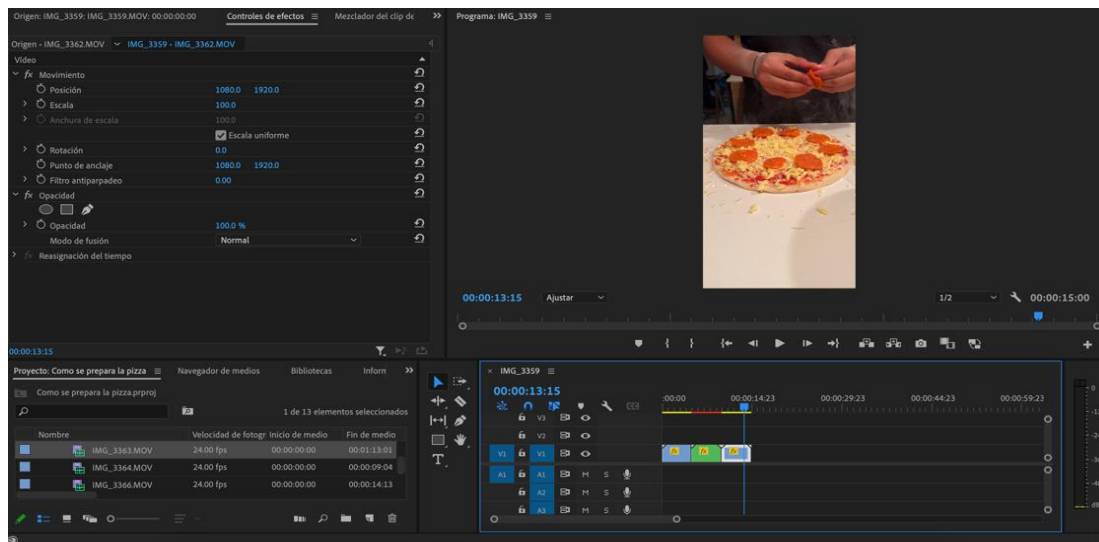 Origen: IMG_3359: IMG_3359.MOV: 00:00:00:00 Controles de efectos Mezclador del clip de
Programa: IMG_3359
Origen - IMG_3362.MOV IMG_3359 - IMG_3362.MOV
Vídeo
fx Movimiento
Posición 1080.0 1920.0
Escala 100.0
Anchura de escala 100.0
Escala uniforme
Rotación 0.0
Punto de anclaje 1080.0 1920.0
Filtro antiparpadeo 0.00
fx Opacidad
Opacidad 100.0 %
Modo de fusión Normal
fx Reasignación del tiempo
00:00:13:15
00:00:13:15 Ajustar 1/2 00:00:15:00
Proyecto: Como se prepara la pizza Navegador de medios Bibliotecas Inforn
Como se prepara la pizza.prproj
1 de 13 elementos seleccionados
Nombre Velocidad de fotogr Inicio de medio Fin de medio
IMG_3363.MOV 24.00 fps 00:00:00:00 00:01:13:01
IMG_3364.MOV 24.00 fps 00:00:00:00 00:00:09:04
IMG_3366.MOV 24.00 fps 00:00:00:00 00:00:14:13
T
× IMG_3359
00:00:13:15
:00:00 00:00:14:23 00:00:29:23 00:00:44:23 00:00:59:23
V3
V2
V1 V1 fx fx fx
A1 A1 M S
A2 M S
A3 M S
0
dB